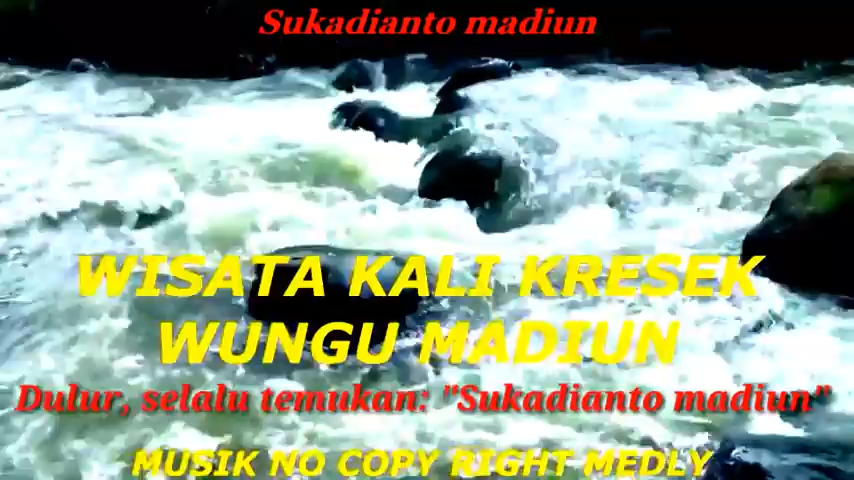 Sukadianto madiun
WISATA KALI KRESEK
WUNGU MADIUN
Dulur, selalu temukan: "Sukadianto madiun"
MUSIK NO COPY RIGHT MEDLY